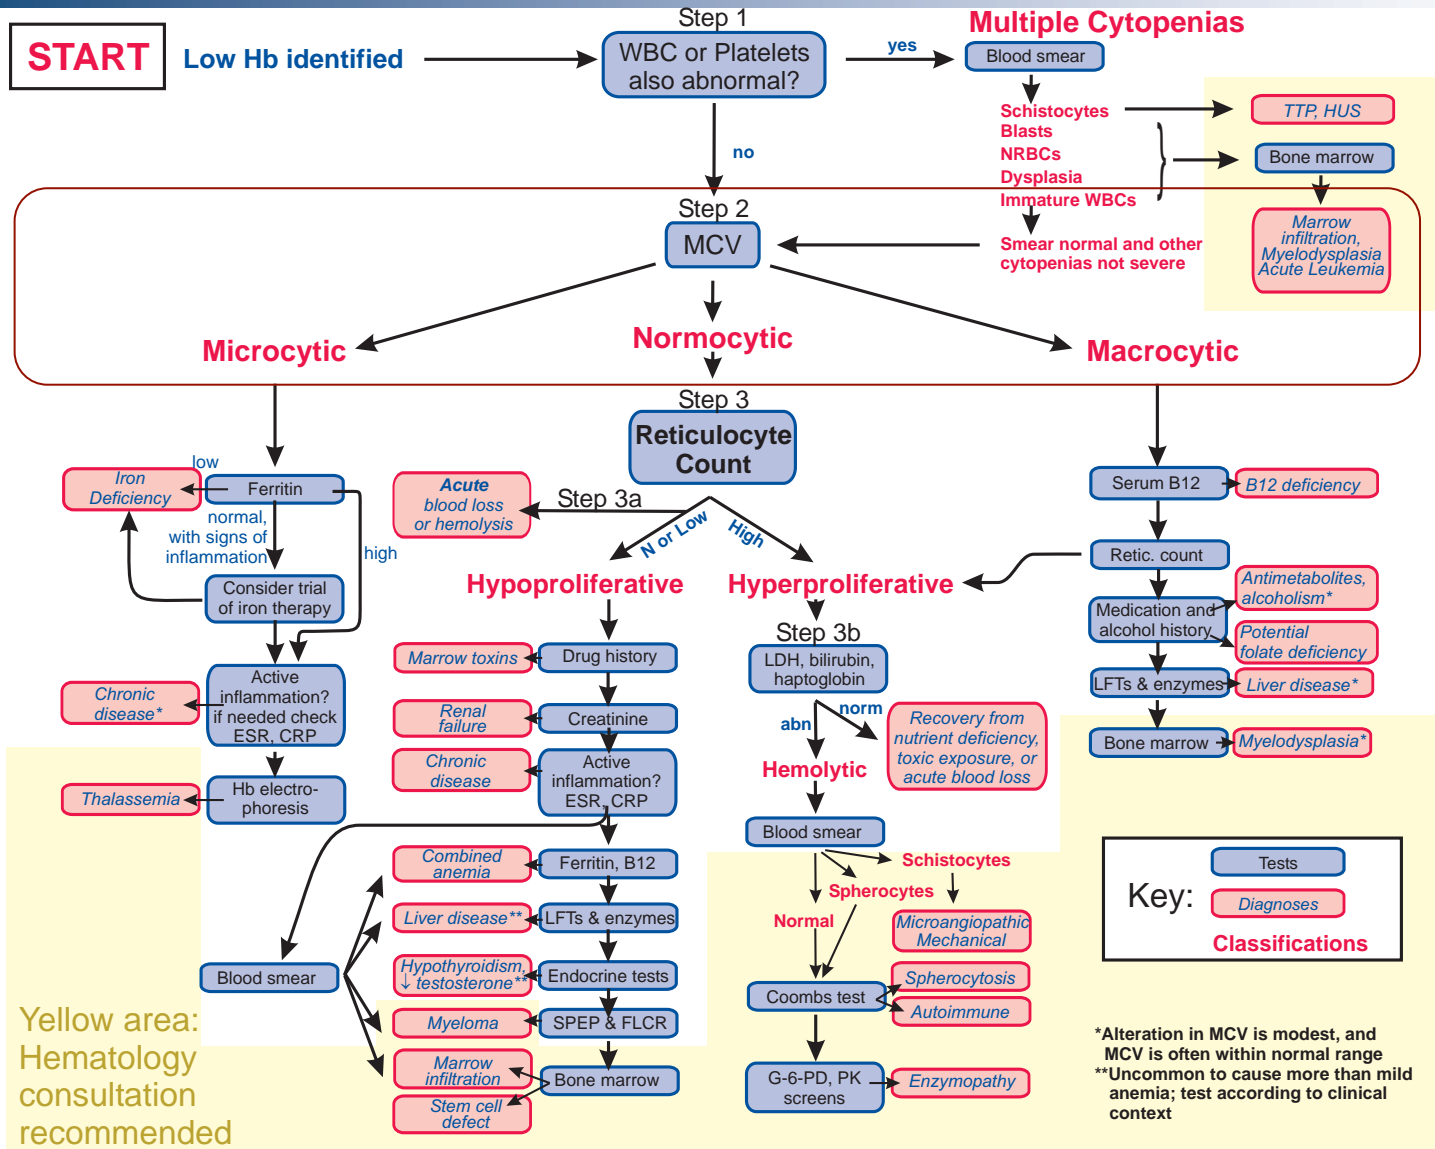 START
Low Hb identified
Step 1
WBC or Platelets
also abnormal?
yes
no
Multiple Cytopenias
Blood smear
Schistocytes
Blasts
NRBCs
Dysplasia
Immature WBCs
Smear normal and other
cytopenias not severe
TTP, HUS
Bone marrow
Marrow
infiltration,
Myelodysplasia
Acute Leukemia
Step 2
MCV
Microcytic
Normocytic
Macrocytic
low
Iron
Deficiency
Ferritin
normal,
with signs of
inflammation
high
Consider trial
of iron therapy
Active
inflammation?
if needed check
ESR, CRP
Chronic
disease*
Hb electro-
phoresis
Thalassemia
Step 3
Reticulocyte
Count
Step 3a
Acute
blood loss
or hemolysis
N or Low
High
Hypoproliferative
Hyperproliferative
Drug history
Marrow toxins
Creatinine
Renal
failure
Active
inflammation?
ESR, CRP
Chronic
disease
Ferritin, B12
Combined
anemia
LFTs & enzymes
Liver disease**
Blood smear
Endocrine tests
Hypothyroidism,
↓ testosterone**
SPEP & FLCR
Myeloma
Bone marrow
Marrow
infiltration
Stem cell
defect
Step 3b
LDH, bilirubin,
haptoglobin
abn
norm
Recovery from
nutrient deficiency,
toxic exposure, or
acute blood loss
Hemolytic
Blood smear
Schistocytes
Spherocytes
Normal
Microangiopathic
Mechanical
Coombs test
Spherocytosis
Autoimmune
G-6-PD, PK
screens
Enzymopathy
Serum B12
B12 deficiency
Retic. count
Medication and
alcohol history
Antimetabolites,
alcoholism*
Potential
folate deficiency
LFTs & enzymes
Liver disease*
Bone marrow
Myelodysplasia*
Key:
Tests
Diagnoses
Classifications
*Alteration in MCV is modest, and
MCV is often within normal range
**Uncommon to cause more than mild
anemia; test according to clinical
context
Yellow area:
Hematology
consultation
recommended